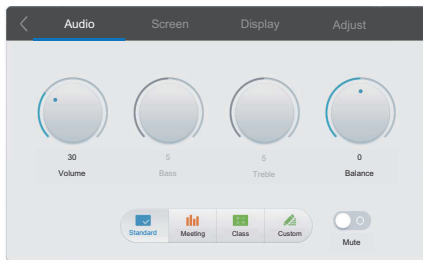 Audio Screen Display Adjust
30 5 5 0
Volume Bass Treble Balance
Standard Meeting Class Custom
Mute